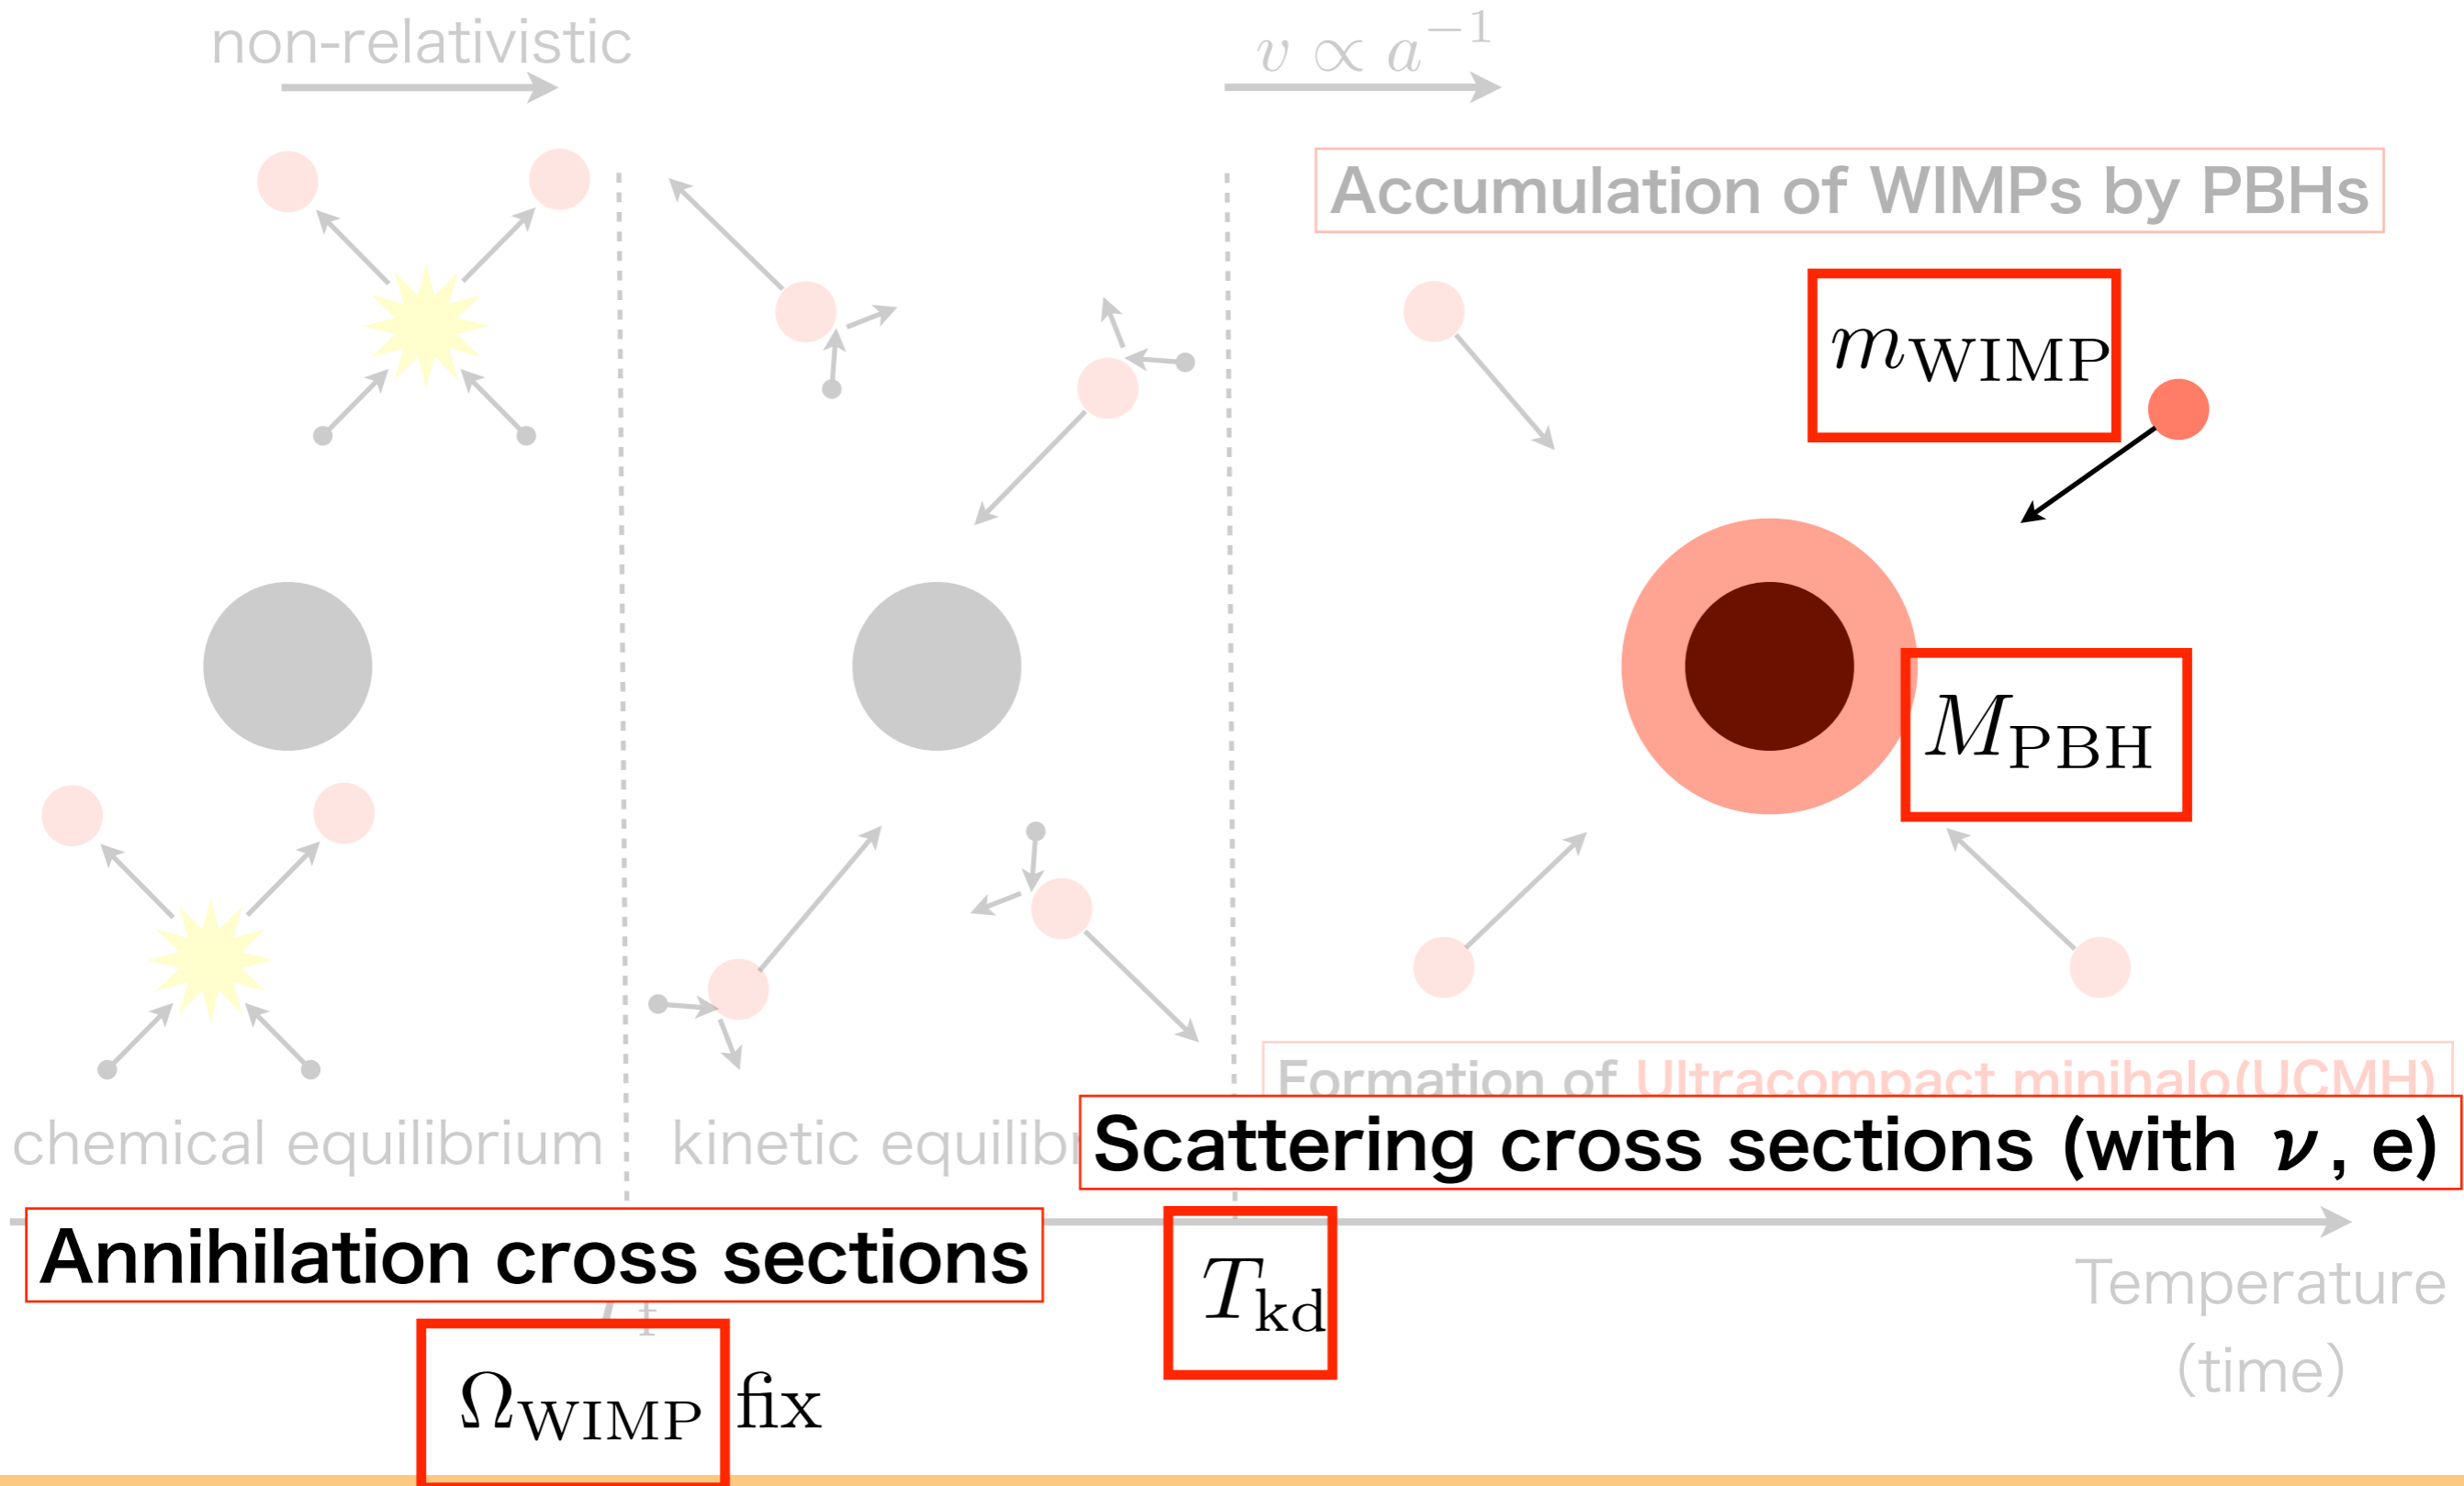 non-relativistic
v ∝ a⁻¹
Accumulation of WIMPs by PBHs
m_WIMP
M_PBH
Formation of Ultracompact minihalo(UCMH)
chemical equilibrium
kinetic equilibr
Scattering cross sections (with ν, e)
Annihilation cross sections
T_kd
Temperature
(time)
Ω_WIMP fix